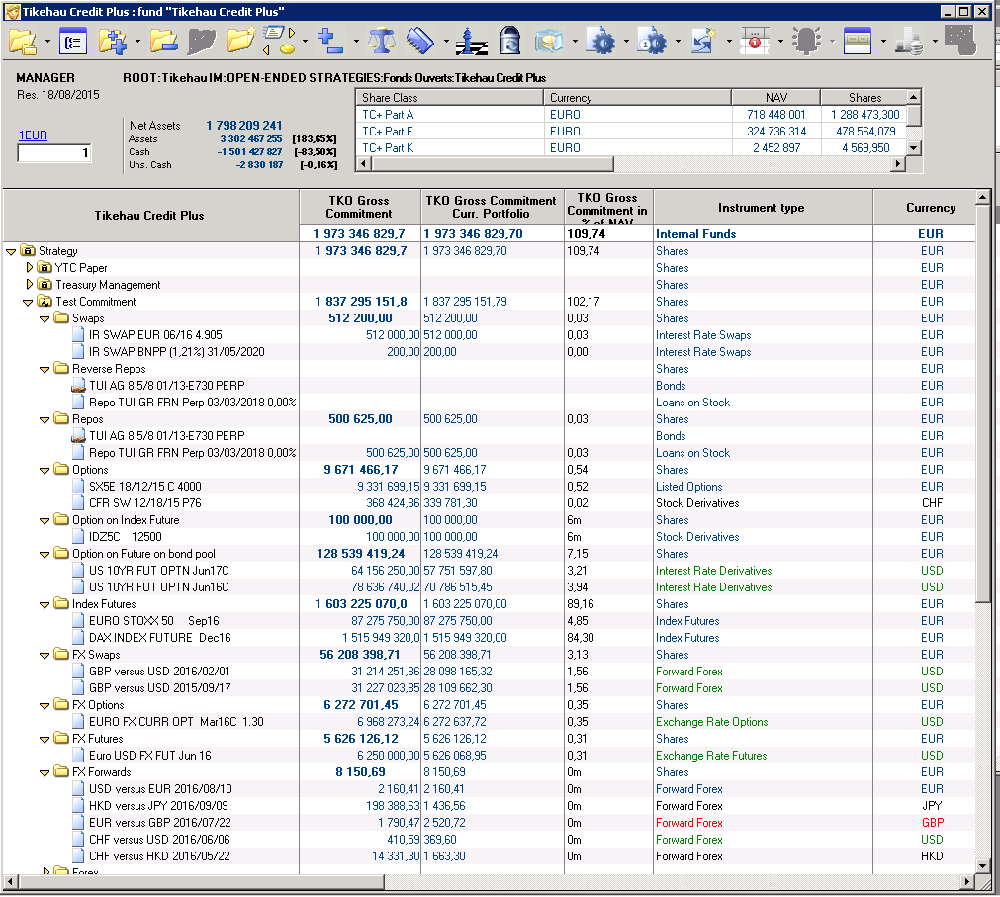 Tikehau Credit Plus : fund "Tikehau Credit Plus"
MANAGER ROOT:Tikehau IM:OPEN-ENDED STRATEGIES:Fonds Ouverts:Tikehau Credit Plus
Res. 18/08/2015
1EUR
1
Net Assets 1 798 209 241
Assets 3 302 467 255 [183,65%]
Cash -1 501 427 827 [-83,50%]
Uns. Cash -2 830 187 [-0,16%]
Share Class Currency NAV Shares
TC+ Part A EURO 718 448 001 1 288 473,300
TC+ Part E EURO 324 736 314 478 564,079
TC+ Part K EURO 2 452 897 4 569,950
Tikehau Credit Plus TKO Gross Commitment TKO Gross Commitment Curr. Portfolio TKO Gross Commitment in % of NAV Instrument type Currency
1 973 346 829,7 1 973 346 829,70 109,74 Internal Funds EUR
Strategy 1 973 346 829,7 1 973 346 829,70 109,74 Shares EUR
YTC Paper Shares EUR
Treasury Management Shares EUR
Test Commitment 1 837 295 151,8 1 837 295 151,79 102,17 Shares EUR
Swaps 512 200,00 512 200,00 0,03 Shares EUR
IR SWAP EUR 06/16 4.905 512 000,00 512 000,00 0,03 Interest Rate Swaps EUR
IR SWAP BNPP (1,21%) 31/05/2020 200,00 200,00 0,00 Interest Rate Swaps EUR
Reverse Repos Shares EUR
TUI AG 8 5/8 01/13-E730 PERP Bonds EUR
Repo TUI GR FRN Perp 03/03/2018 0,00% Loans on Stock EUR
Repos 500 625,00 500 625,00 0,03 Shares EUR
TUI AG 8 5/8 01/13-E730 PERP Bonds EUR
Repo TUI GR FRN Perp 03/03/2018 0,00% 500 625,00 500 625,00 0,03 Loans on Stock EUR
Options 9 671 466,17 9 671 466,17 0,54 Shares EUR
SX5E 18/12/15 C 4000 9 331 699,15 9 331 699,15 0,52 Listed Options EUR
CFR SW 12/18/15 P76 368 424,86 339 781,30 0,02 Stock Derivatives CHF
Option on Index Future 100 000,00 100 000,00 6m Shares EUR
IDZ5C 12500 100 000,00 100 000,00 6m Stock Derivatives EUR
Option on Future on bond pool 128 539 419,24 128 539 419,24 7,15 Shares EUR
US 10YR FUT OPTN Jun17C 64 156 250,00 57 751 597,80 3,21 Interest Rate Derivatives USD
US 10YR FUT OPTN Jun16C 78 636 740,02 70 786 515,45 3,94 Interest Rate Derivatives USD
Index Futures 1 603 225 070,0 1 603 225 070,00 89,16 Shares EUR
EURO STOXX 50 Sep16 87 275 750,00 87 275 750,00 4,85 Index Futures EUR
DAX INDEX FUTURE Dec16 1 515 949 320,0 1 515 949 320,00 84,30 Index Futures EUR
FX Swaps 56 208 398,71 56 208 398,71 3,13 Shares EUR
GBP versus USD 2016/02/01 31 214 251,86 28 098 165,32 1,56 Forward Forex USD
GBP versus USD 2015/09/17 31 227 023,85 28 109 662,30 1,56 Forward Forex USD
FX Options 6 272 701,45 6 272 701,45 0,35 Shares EUR
EURO FX CURR OPT Mar16C 1.30 6 968 273,24 6 272 637,72 0,35 Exchange Rate Options USD
FX Futures 5 626 126,12 5 626 126,12 0,31 Shares EUR
Euro USD FX FUT Jun 16 6 250 000,00 5 626 068,95 0,31 Exchange Rate Futures USD
FX Forwards 8 150,69 8 150,69 0m Shares EUR
USD versus EUR 2016/08/10 2 160,41 2 160,41 0m Forward Forex EUR
HKD versus JPY 2016/09/09 198 388,63 1 436,56 0m Forward Forex JPY
EUR versus GBP 2016/07/22 1 790,47 2 520,72 0m Forward Forex GBP
CHF versus USD 2016/06/06 410,59 369,60 0m Forward Forex USD
CHF versus HKD 2016/05/22 14 331,30 1 663,30 0m Forward Forex HKD
Forex